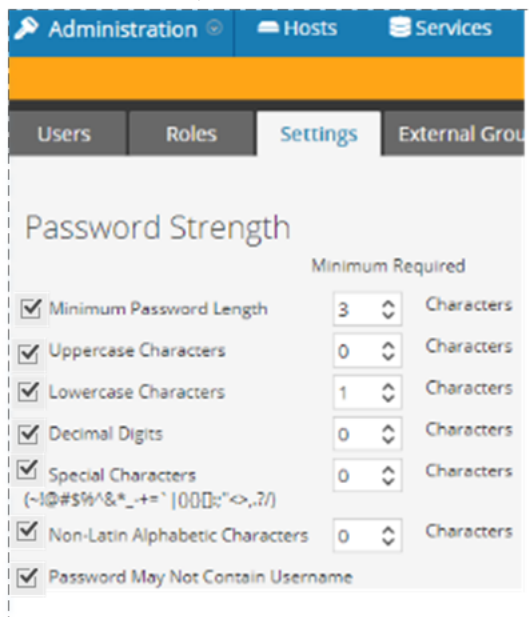 Administration Hosts Services
Users Roles Settings External Grou
Password Strength
Minimum Required
Minimum Password Length 3 Characters
Uppercase Characters 0 Characters
Lowercase Characters 1 Characters
Decimal Digits 0 Characters
Special Characters 0 Characters
(~!@#$%^&*_-+=`|(){}[]:;"'<>,.?/)
Non-Latin Alphabetic Characters 0 Characters
Password May Not Contain Username